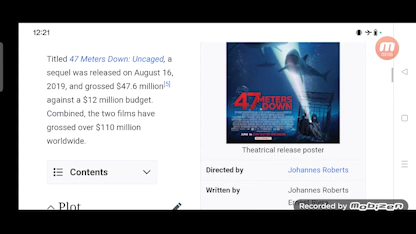 12:21
Titled 47 Meters Down: Uncaged, a
sequel was released on August 16,
2019, and grossed $47.6 million[5]
against a $12 million budget.
Combined, the two films have
grossed over $110 million
worldwide.
Contents
Plot
47 METERS
DOWN
Theatrical release poster
Directed by Johannes Roberts
Written by Johannes Roberts
Recorded by MOBIZEN